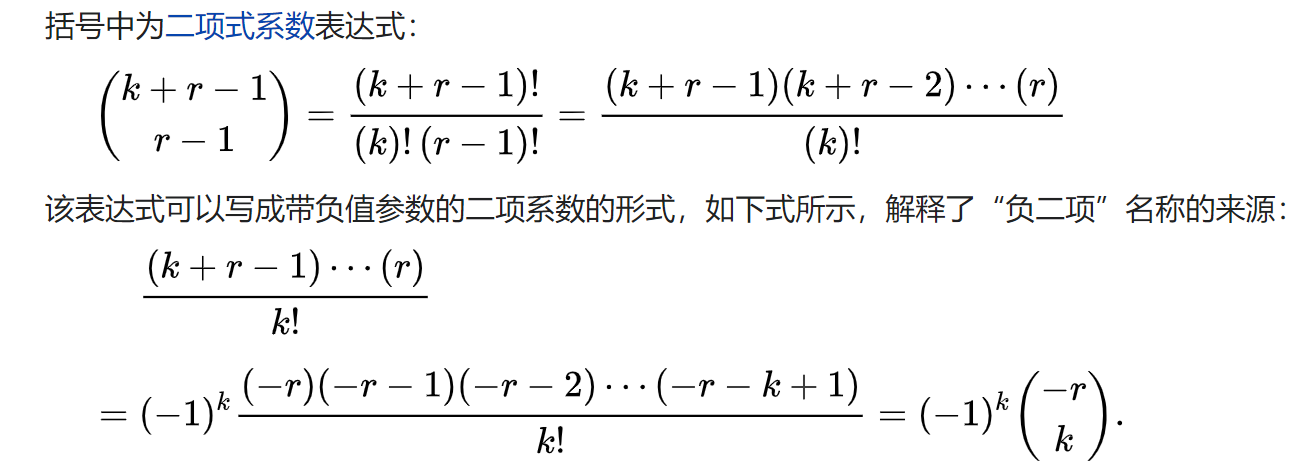 括号中为二项式系数表达式：
\binom{k+r-1}{r-1} = \frac{(k+r-1)!}{(k)!\,(r-1)!} = \frac{(k+r-1)(k+r-2)\cdots(r)}{(k)!}
该表达式可以写成带负值参数的二项系数的形式，如下式所示，解释了“负二项”名称的来源：
\frac{(k+r-1)\cdots(r)}{k!}
= (-1)^k \frac{(-r)(-r-1)(-r-2)\cdots(-r-k+1)}{k!} = (-1)^k \binom{-r}{k}.